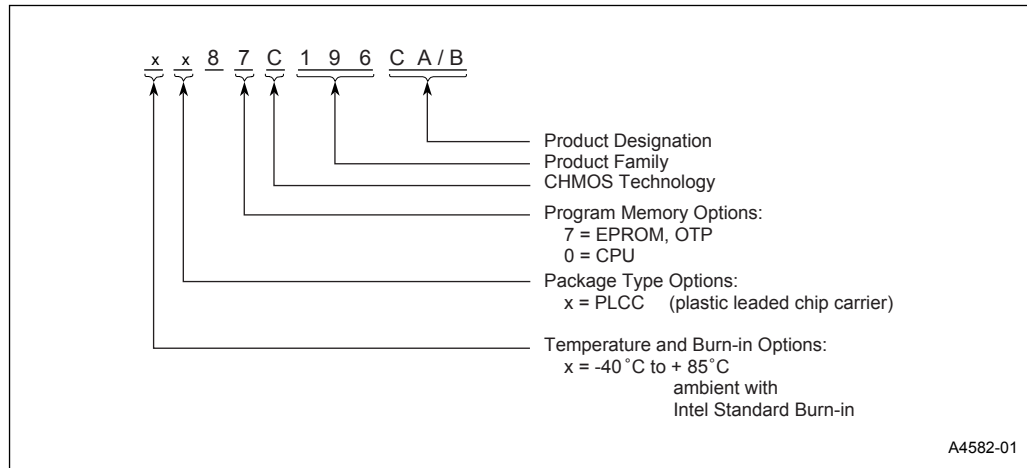 x x 8 7 C 1 9 6 C A / B
Product Designation
Product Family
CHMOS Technology
Program Memory Options:
7 = EPROM, OTP
0 = CPU
Package Type Options:
x = PLCC (plastic leaded chip carrier)
Temperature and Burn-in Options:
x = -40˚C to + 85˚C
ambient with
Intel Standard Burn-in
A4582-01